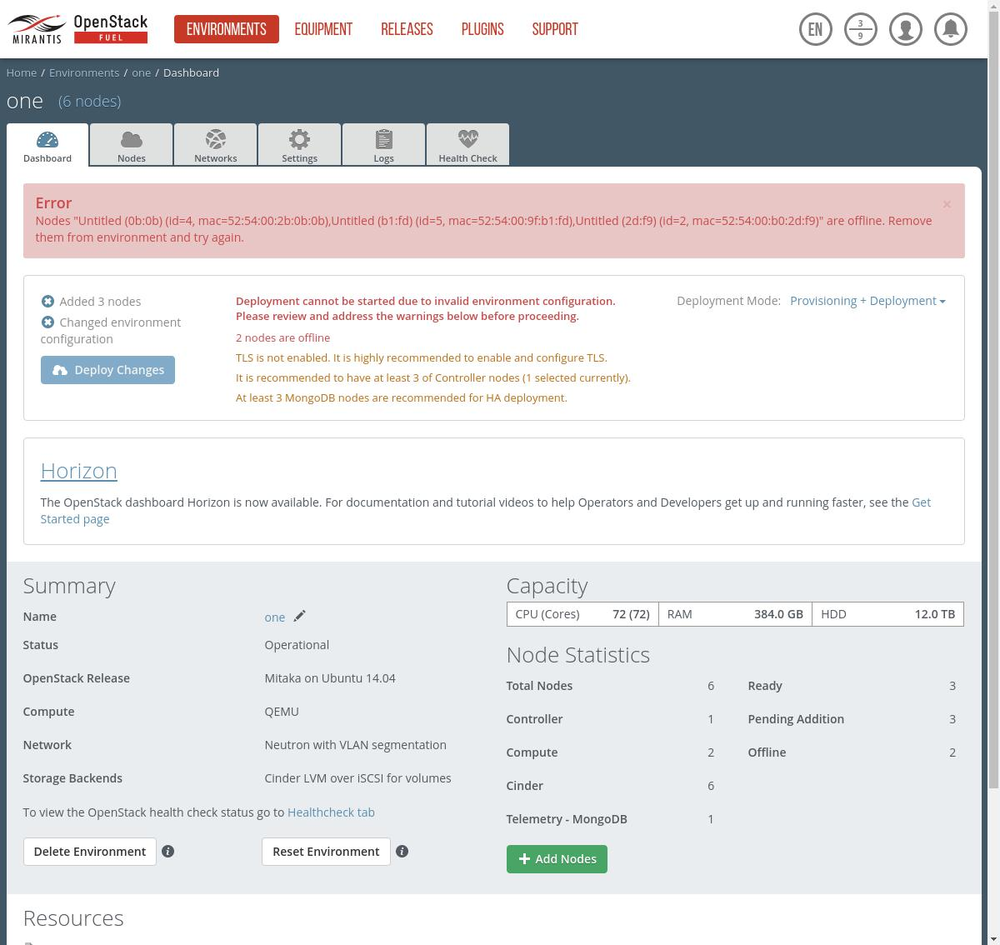 MIRANTIS
OpenStack
FUEL
ENVIRONMENTS EQUIPMENT RELEASES PLUGINS SUPPORT
EN
3
9
Home / Environments / one / Dashboard
one (6 nodes)
Dashboard Nodes Networks Settings Logs Health Check
Error
×
Nodes "Untitled (0b:0b) (id=4, mac=52:54:00:2b:0b:0b),Untitled (b1:fd) (id=5, mac=52:54:00:9f:b1:fd),Untitled (2d:f9) (id=2, mac=52:54:00:b0:2d:f9)" are offline. Remove
them from environment and try again.
Added 3 nodes
Changed environment
configuration
Deploy Changes
Deployment cannot be started due to invalid environment configuration.
Please review and address the warnings below before proceeding.
2 nodes are offline
TLS is not enabled. It is highly recommended to enable and configure TLS.
It is recommended to have at least 3 of Controller nodes (1 selected currently).
At least 3 MongoDB nodes are recommended for HA deployment.
Deployment Mode: Provisioning + Deployment
Horizon
The OpenStack dashboard Horizon is now available. For documentation and tutorial videos to help Operators and Developers get up and running faster, see the Get
Started page
Summary
Name one
Status Operational
OpenStack Release Mitaka on Ubuntu 14.04
Compute QEMU
Network Neutron with VLAN segmentation
Storage Backends Cinder LVM over iSCSI for volumes
To view the OpenStack health check status go to Healthcheck tab
Delete Environment Reset Environment
Capacity
CPU (Cores) 72 (72) RAM 384.0 GB HDD 12.0 TB
Node Statistics
Total Nodes 6 Ready 3
Controller 1 Pending Addition 3
Compute 2 Offline 2
Cinder 6
Telemetry - MongoDB 1
Add Nodes
Resources